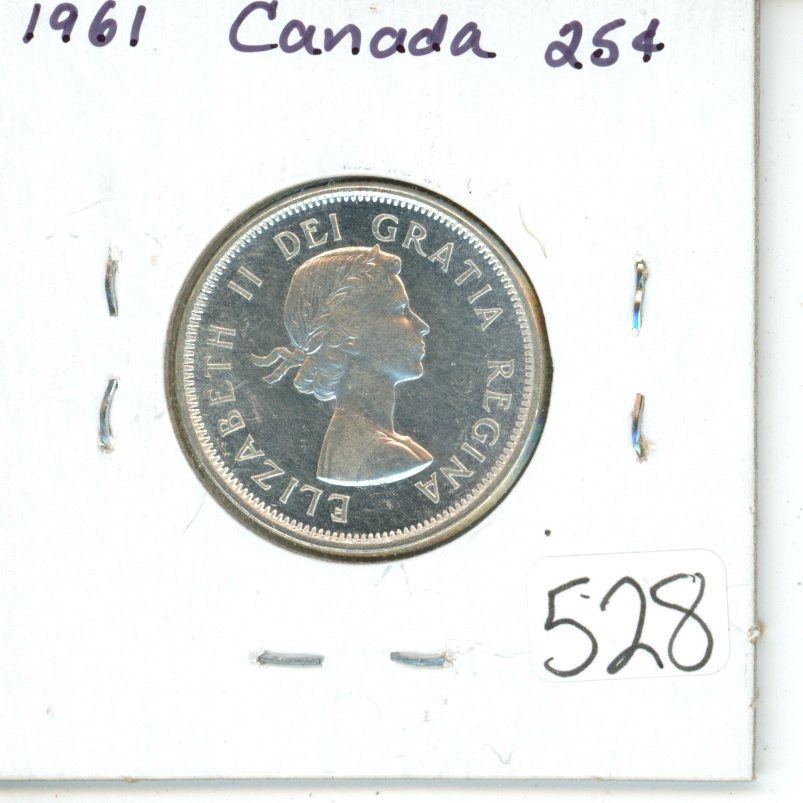 1961 Canada 25¢
ELIZABETH II DEI GRATIA REGINA
528